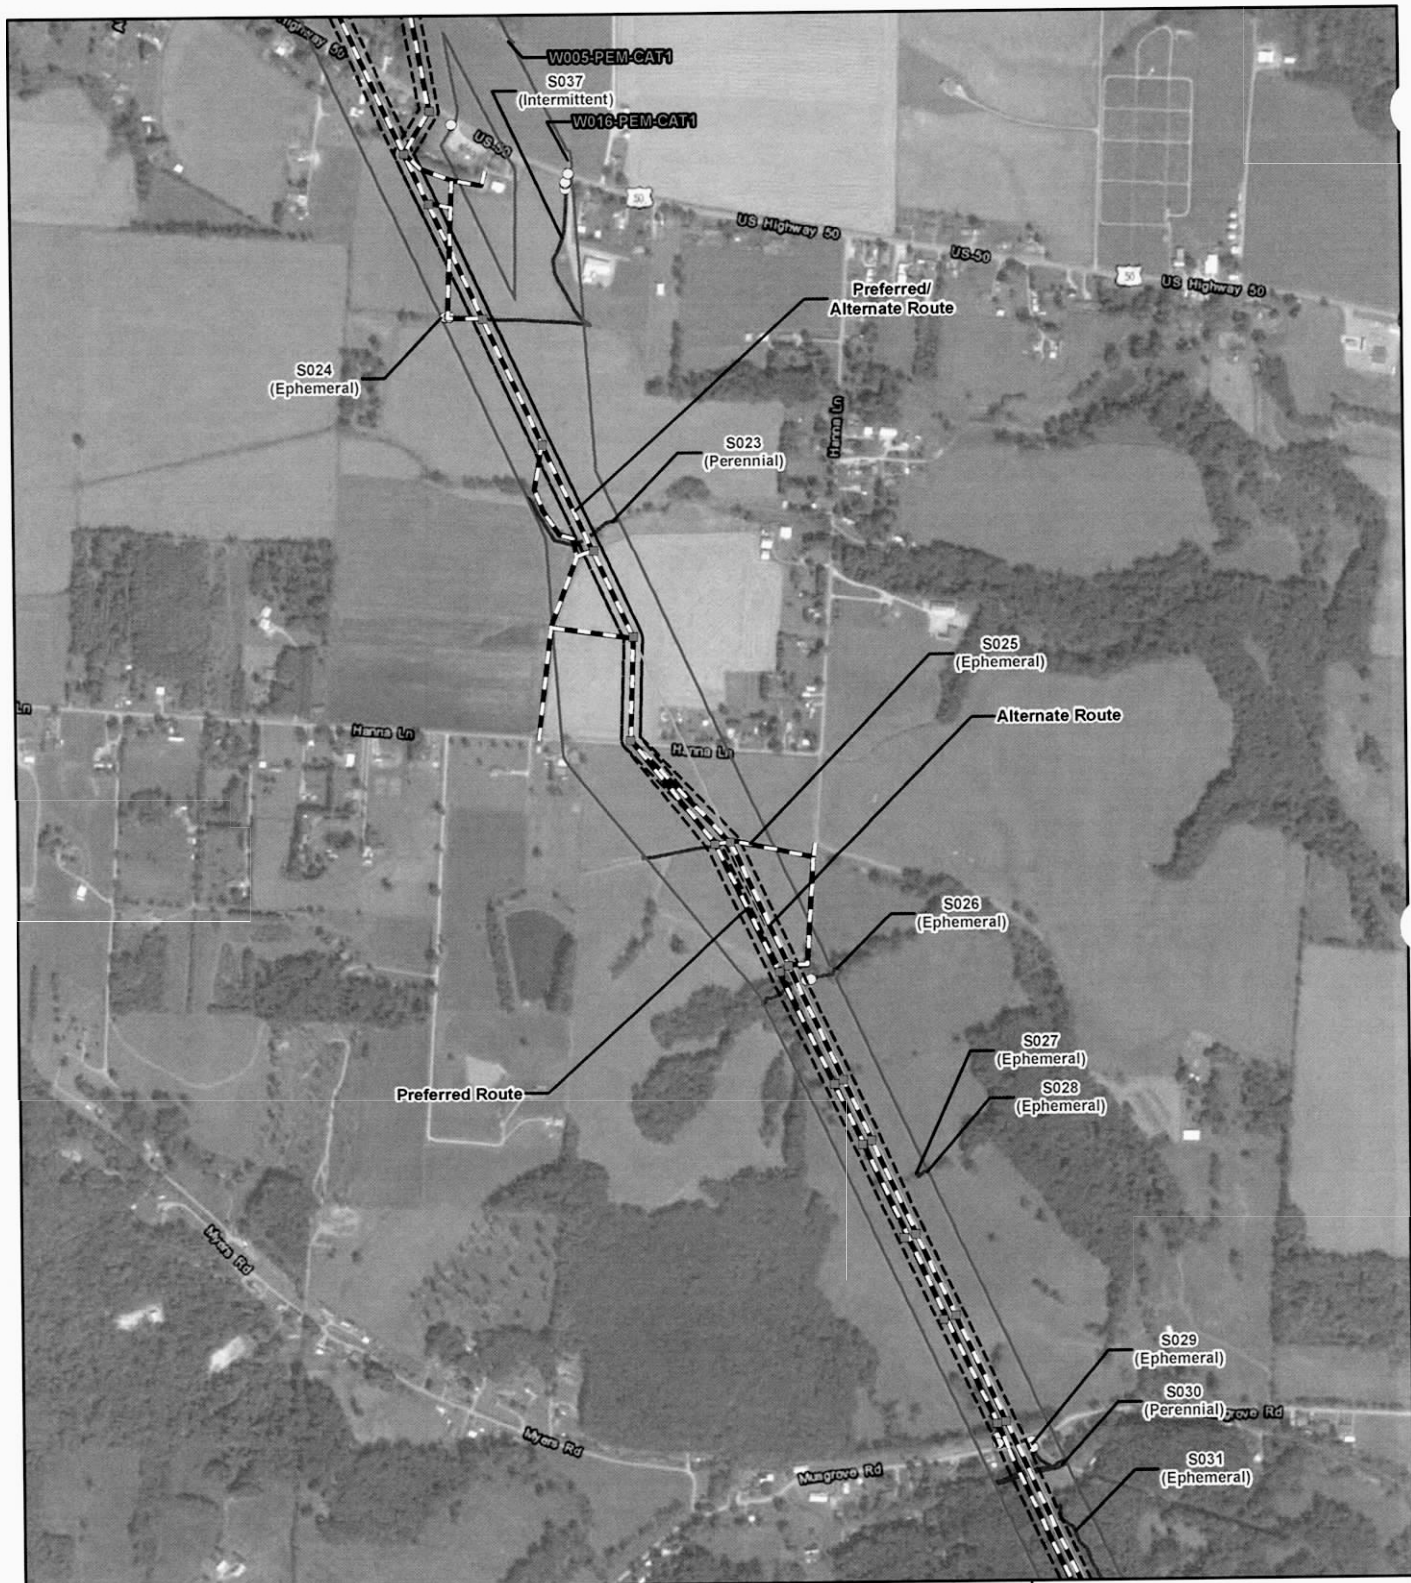 Highway 50
W005-PEM-CAT1
S037
(Intermittent)
W016-PEM-CAT1
US-50
50
US Highway 50
US-50
50
US Highway 50
Preferred/
Alternate Route
S024
(Ephemeral)
Hanna Ln
S023
(Perennial)
S025
(Ephemeral)
Ln
Alternate Route
Hanna Ln
Hanna Ln
S026
(Ephemeral)
S027
(Ephemeral)
Preferred Route
S028
(Ephemeral)
Myers Rd
S029
(Ephemeral)
S030
(Perennial)
grove Rd
Myers Rd
Musgrove Rd
S031
(Ephemeral)